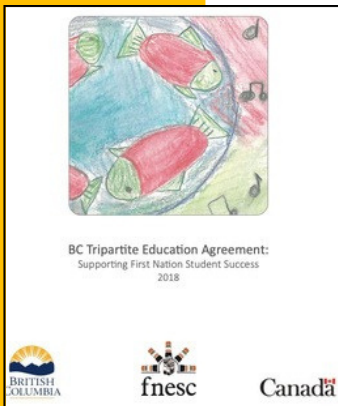 BC Tripartite Education Agreement:
Supporting First Nation Student Success
2018
BRITISH
COLUMBIA
fnesc
Canada